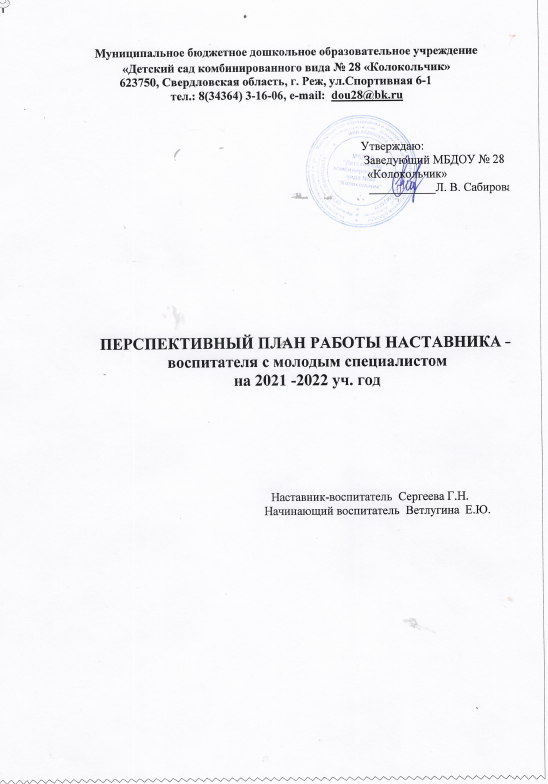 Муниципальное бюджетное дошкольное образовательное учреждение
«Детский сад комбинированного вида № 28 «Колокольчик»
623750, Свердловская область, г. Реж, ул.Спортивная 6-1
тел.: 8(34364) 3-16-06, e-mail: dou28@bk.ru
Утверждаю:
Заведующий МБДОУ № 28
«Колокольчик»
____________Л. В. Сабирова
ПЕРСПЕКТИВНЫЙ ПЛАН РАБОТЫ НАСТАВНИКА -
воспитателя с молодым специалистом
на 2021 -2022 уч. год
Наставник-воспитатель Сергеева Г.Н.
Начинающий воспитатель Ветлугина Е.Ю.